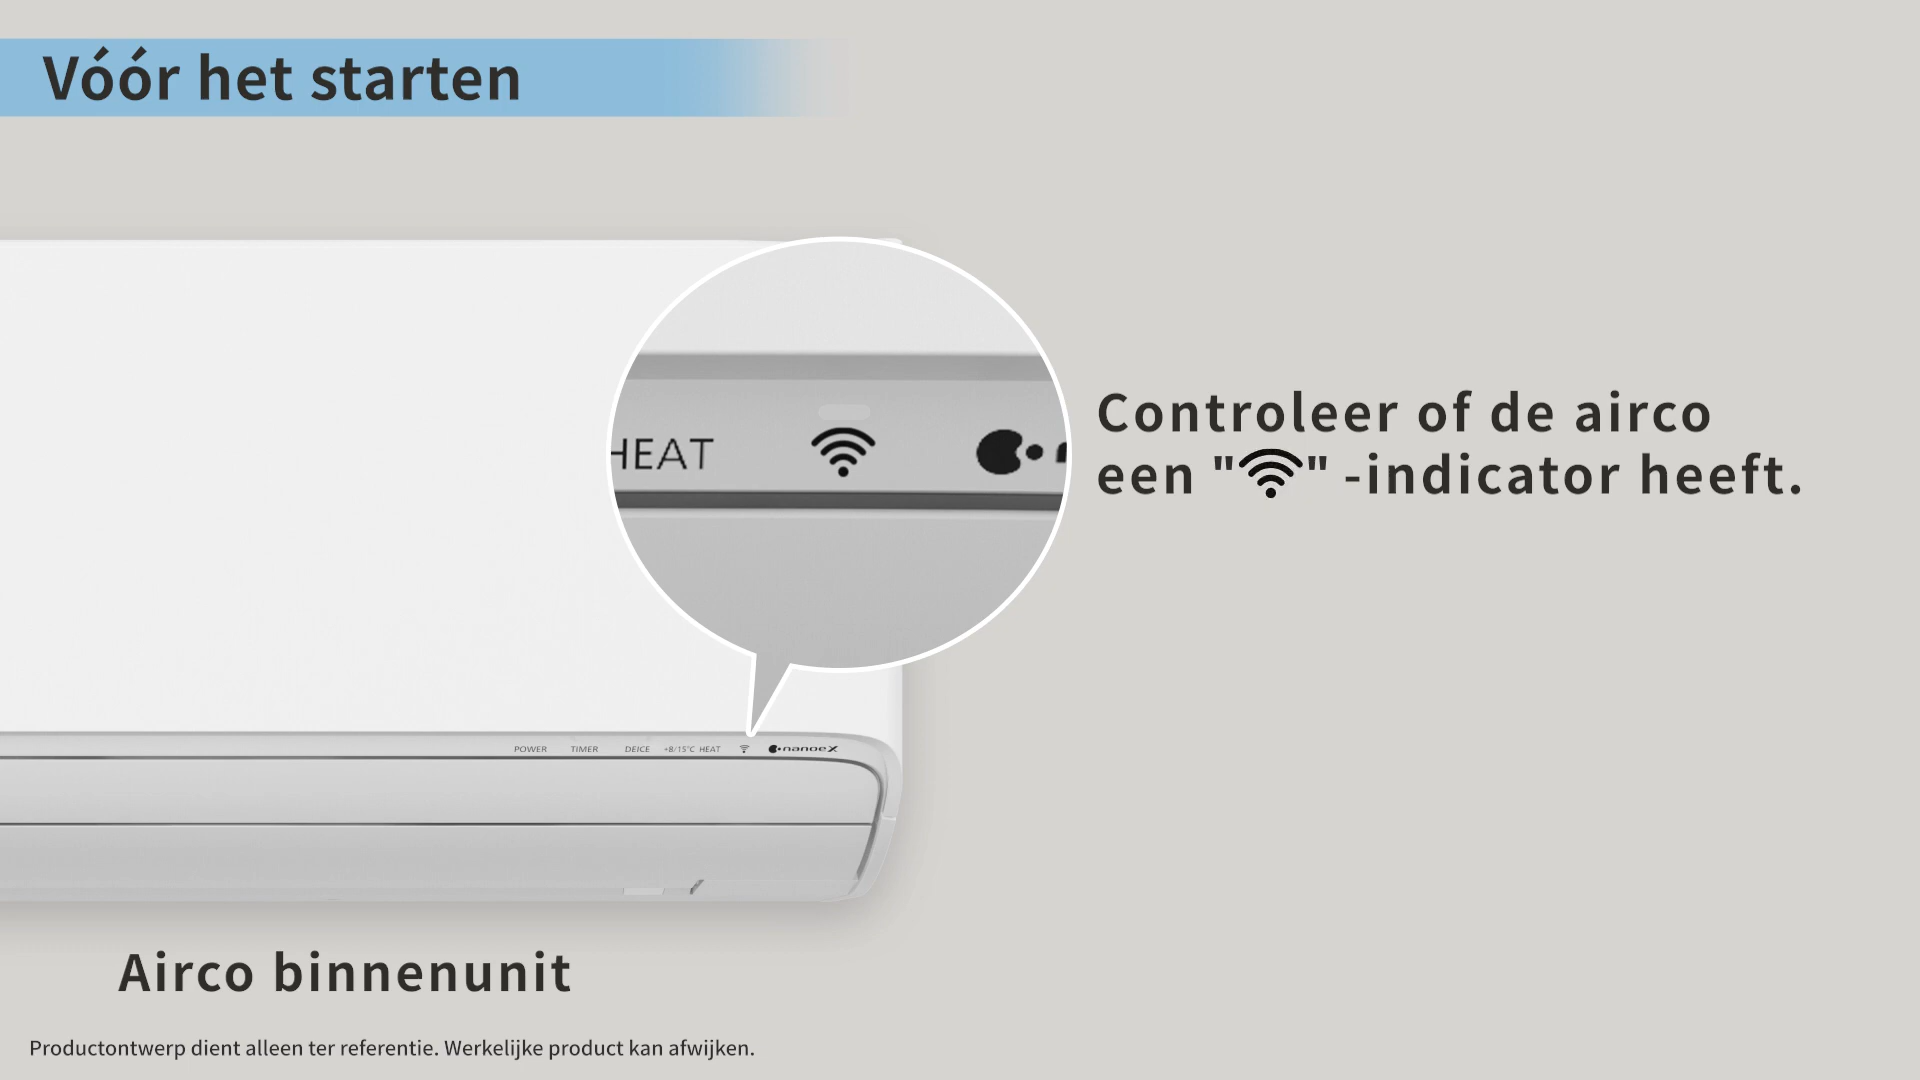 Vóór het starten
HEAT
Controleer of de airco
een "" -indicator heeft.
POWER TIMER DEICE +8/15°C HEAT nanoeX
Airco binnenunit
Productontwerp dient alleen ter referentie. Werkelijke product kan afwijken.